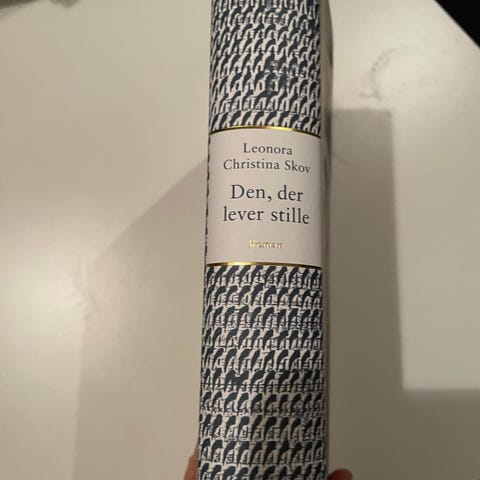 Leonora
Christina Skov
Den, der
lever stille
Roman